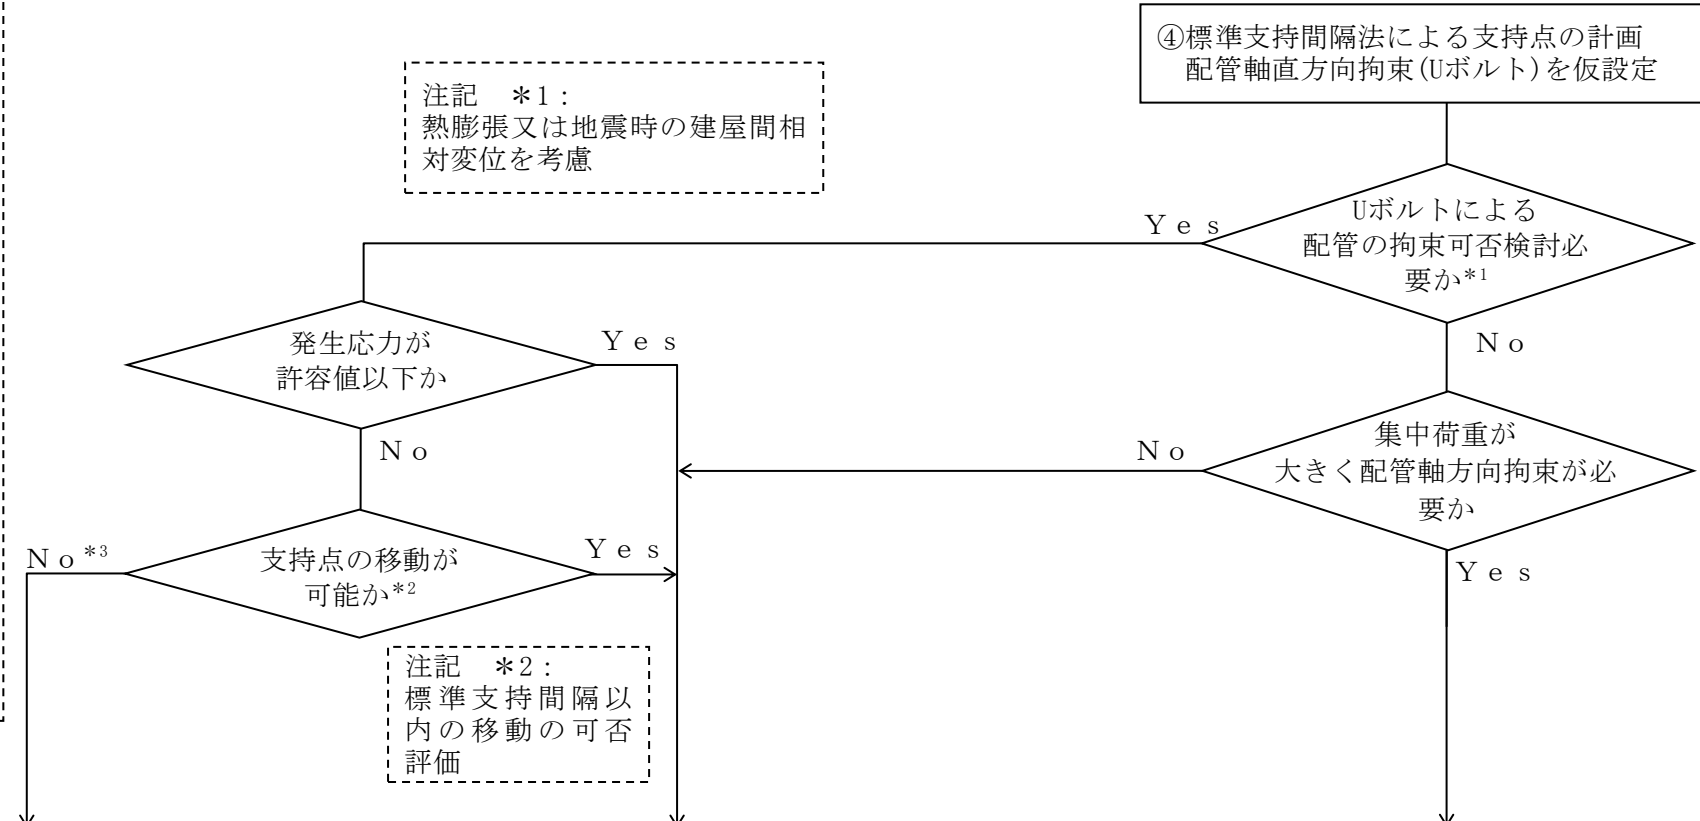 ④標準支持間隔法による支持点の計画
配管軸直方向拘束(Uボルト)を仮設定
注記 *1:
熱膨張又は地震時の建屋間相
対変位を考慮
Uボルトによる
配管の拘束可否検討必
要か*1
Yes
No
発生応力が
許容値以下か
Yes
No
集中荷重が
大きく配管軸方向拘束が必
要か
No
Yes
支持点の移動が
可能か*2
No*3
Yes
注記 *2:
標準支持間隔以
内の移動の可否
評価